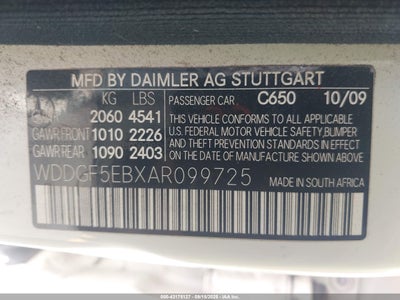 MFD BY DAIMLER AG STUTTGART
KG LBS PASSENGER CAR C650 10/09
GVWR 2060 4541 THIS VEHICLE CONFORMS TO ALL APPLICABLE
GAWR FRONT 1010 2226 U.S. FEDERAL MOTOR VEHICLE SAFETY, BUMPER
GAWR REAR 1090 2403 AND THEFT PREVENTION STANDARDS IN EFFECT
ON THE DATE OF MANUFACTURE SHOWN ABOVE
WDDGF5EBXAR099725
MADE IN SOUTH AFRICA